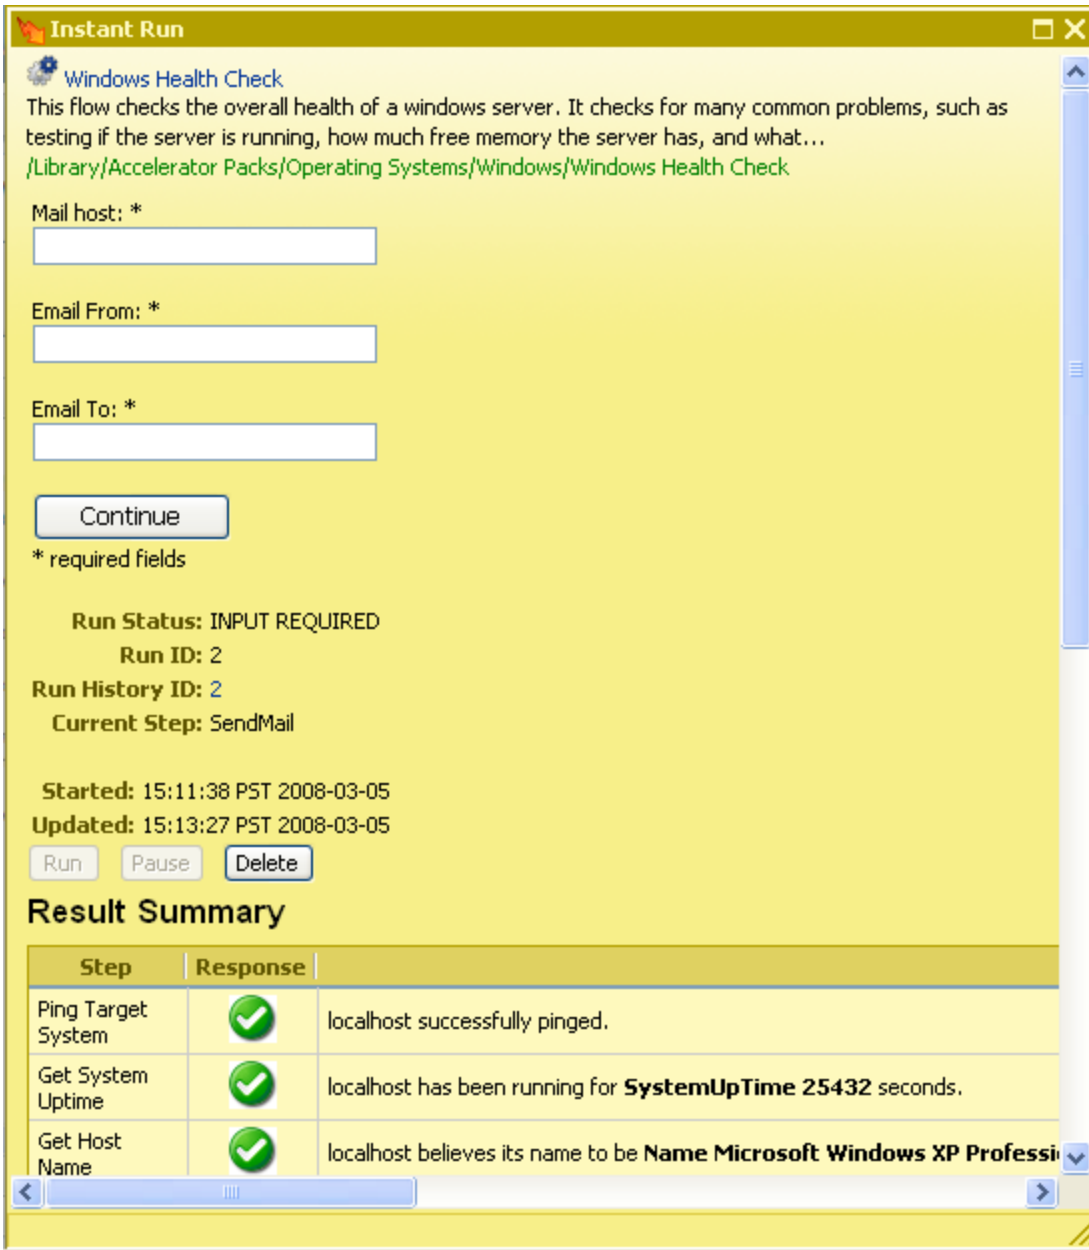 Instant Run
Windows Health Check
This flow checks the overall health of a windows server. It checks for many common problems, such as
testing if the server is running, how much free memory the server has, and what...
/Library/Accelerator Packs/Operating Systems/Windows/Windows Health Check
Mail host: *
Email From: *
Email To: *
Continue
* required fields
Run Status: INPUT REQUIRED
Run ID: 2
Run History ID: 2
Current Step: SendMail
Started: 15:11:38 PST 2008-03-05
Updated: 15:13:27 PST 2008-03-05
Run Pause Delete
Result Summary
Step Response
Ping Target
System
localhost successfully pinged.
Get System
Uptime
localhost has been running for SystemUpTime 25432 seconds.
Get Host
Name
localhost believes its name to be Name Microsoft Windows XP Professi